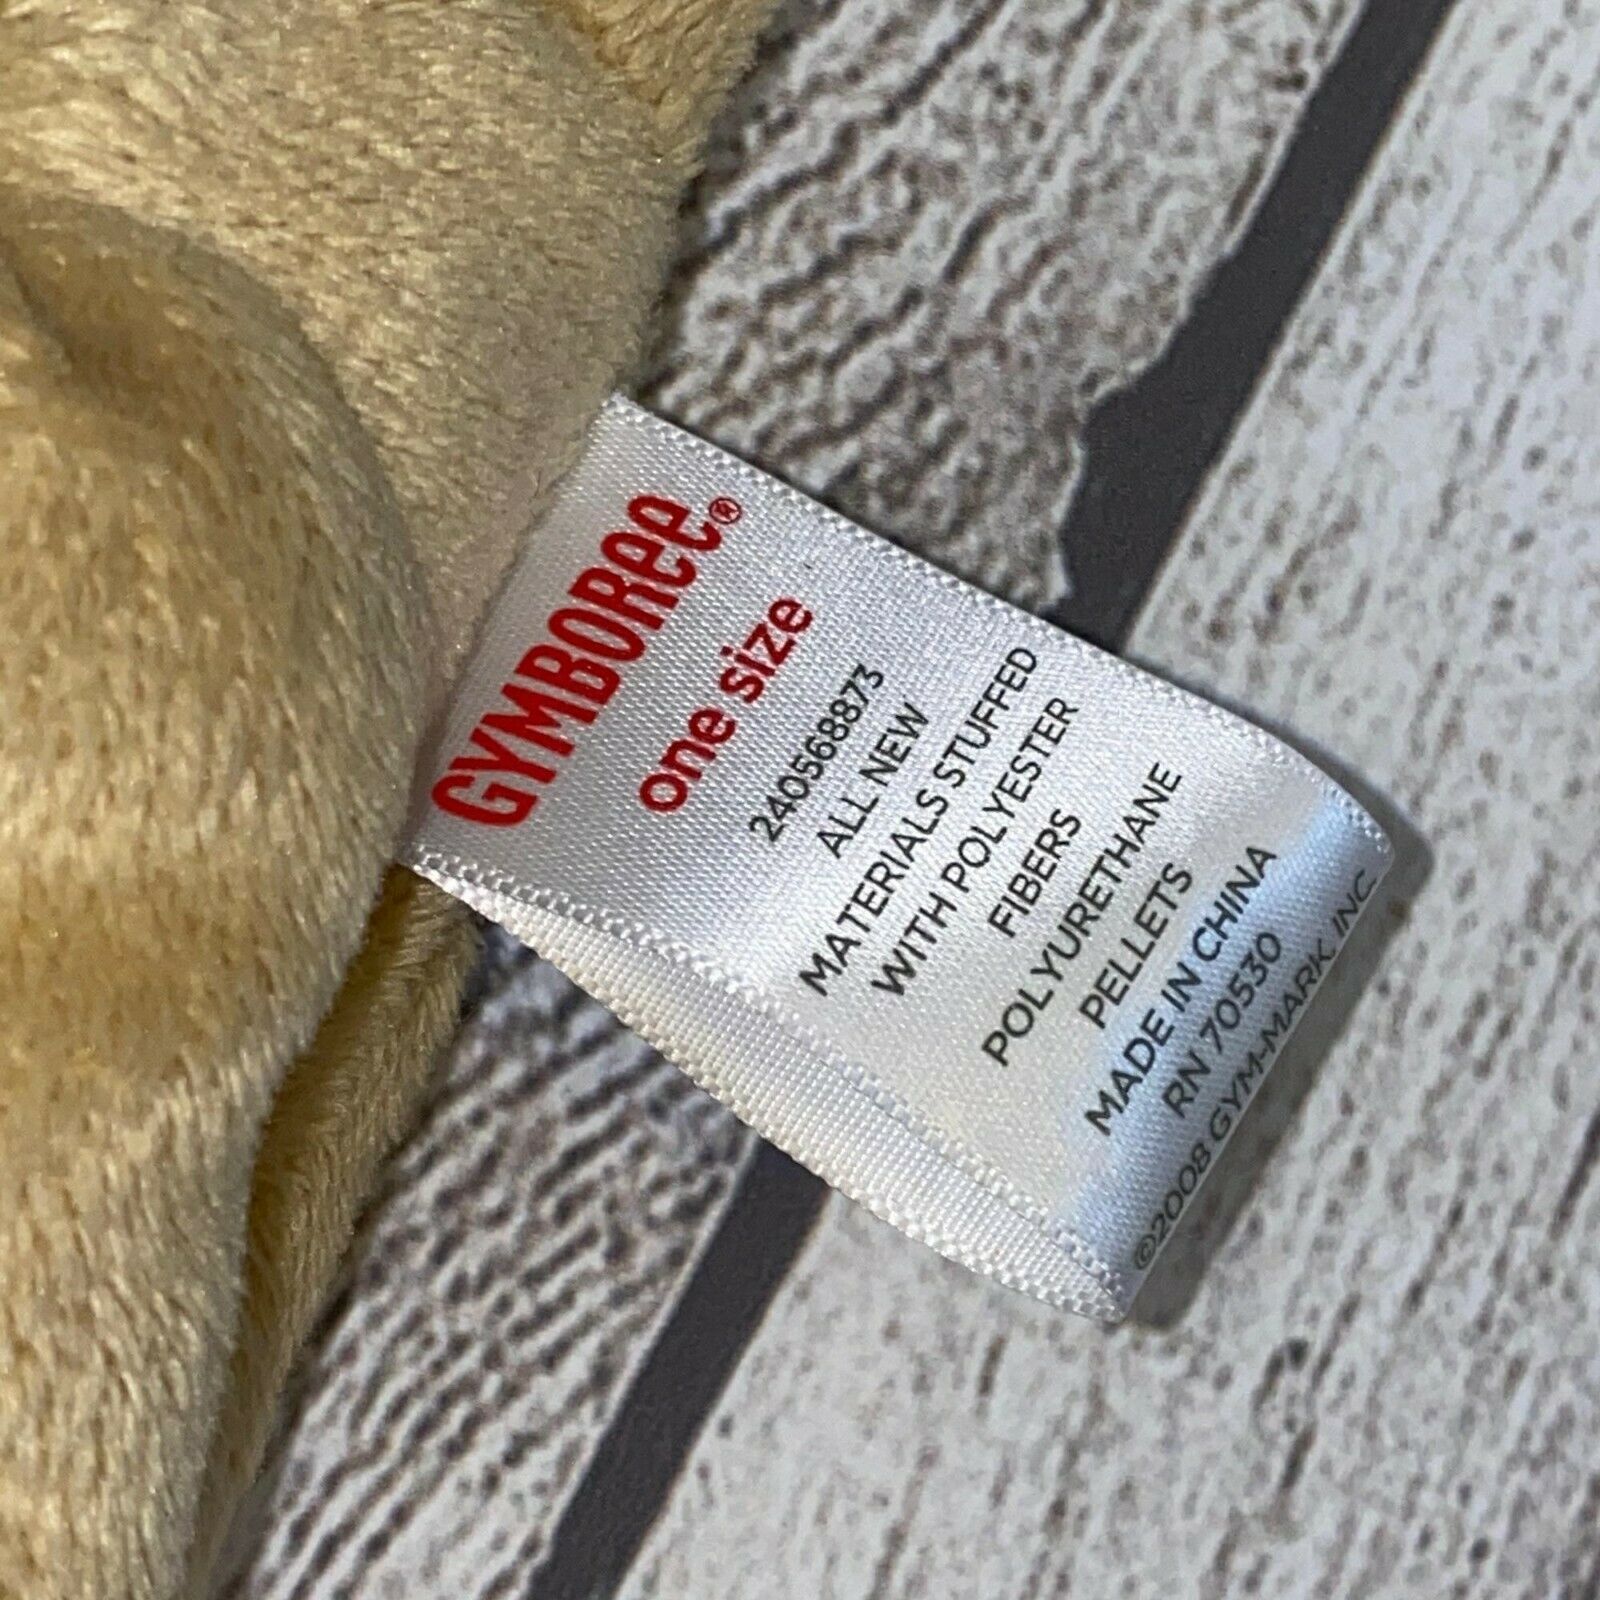 GYMBOREE®
one size
240568873
ALL NEW
MATERIALS STUFFED
WITH POLYESTER
FIBERS
POLYURETHANE
PELLETS
MADE IN CHINA
RN 70530
©2008 GYM-MARK, INC.